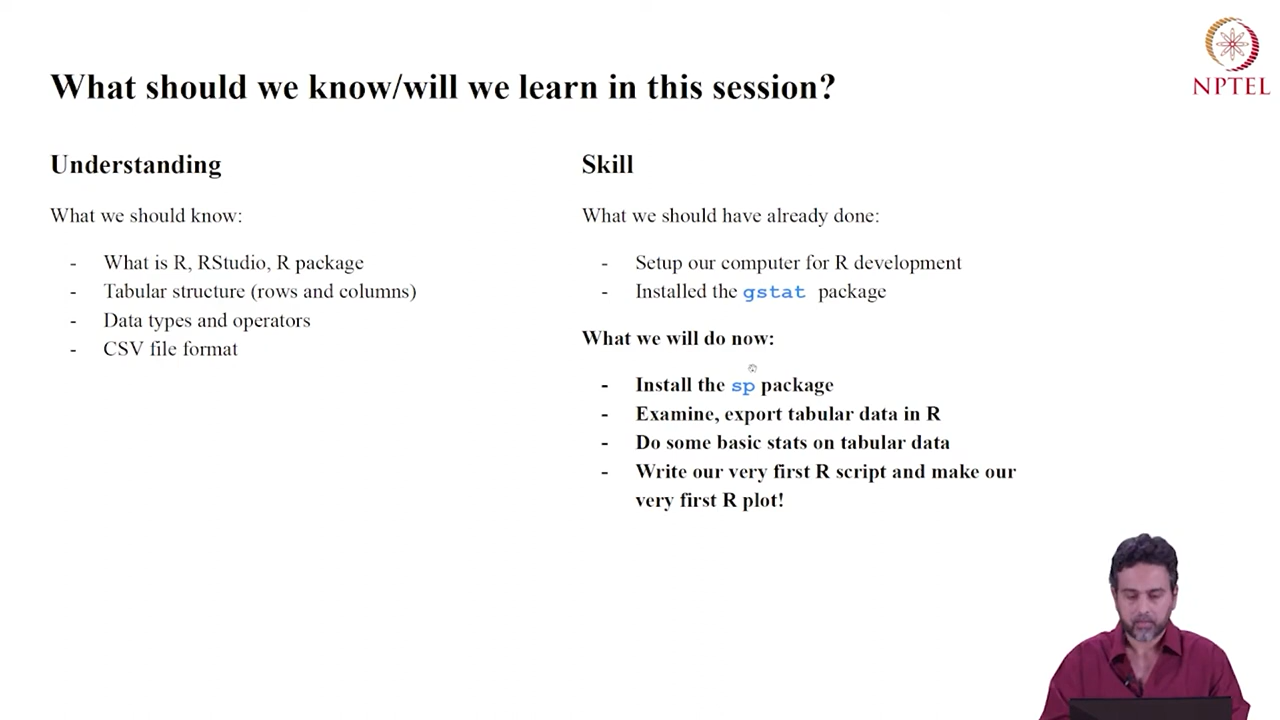 NPTEL
What should we know/will we learn in this session?
Understanding
What we should know:
- What is R, RStudio, R package
- Tabular structure (rows and columns)
- Data types and operators
- CSV file format
Skill
What we should have already done:
- Setup our computer for R development
- Installed the gstat package
What we will do now:
- Install the sp package
- Examine, export tabular data in R
- Do some basic stats on tabular data
- Write our very first R script and make our
very first R plot!